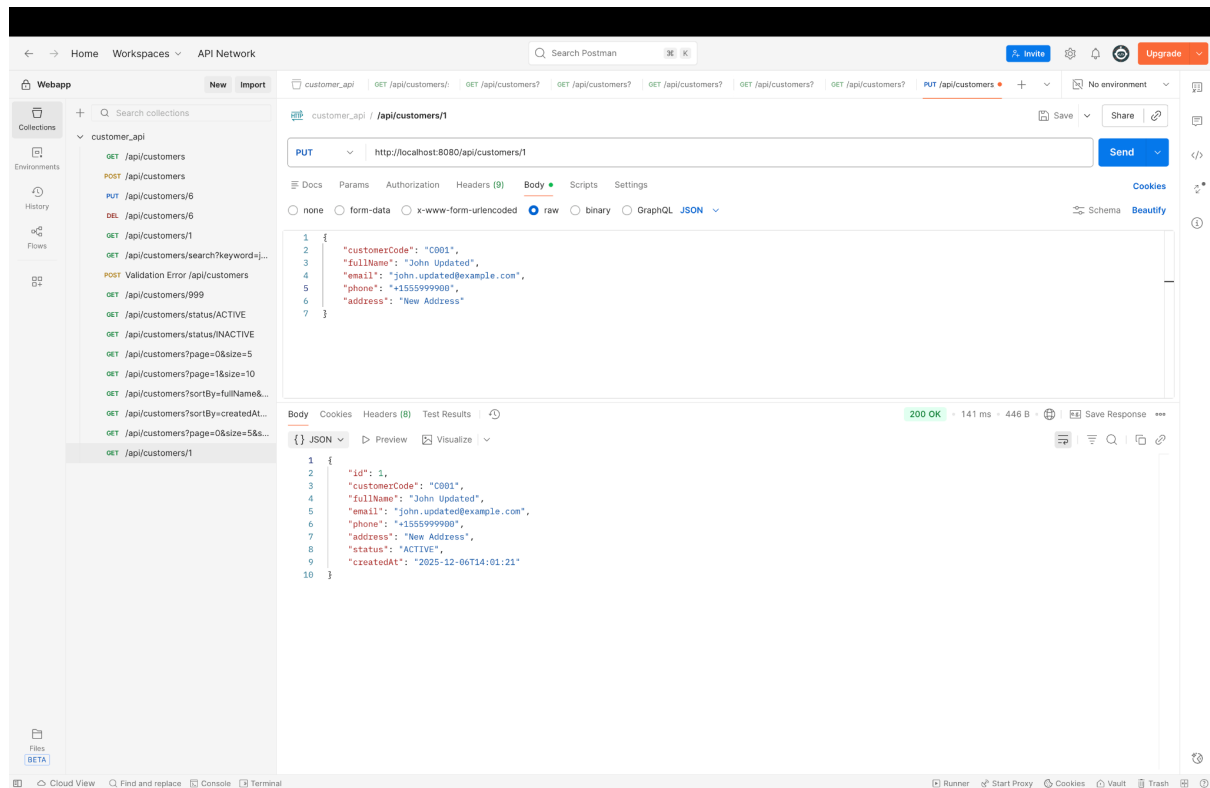 Home Workspaces API Network Search Postman ⌘ K Invite Upgrade
Webapp New Import customer_api GET /api/customers/: GET /api/customers? GET /api/customers? GET /api/customers? GET /api/customers? GET /api/customers? PUT /api/customers No environment
Collections
Environments
History
Flows
Search collections
customer_api
GET /api/customers
POST /api/customers
PUT /api/customers/6
DEL /api/customers/6
GET /api/customers/1
GET /api/customers/search?keyword=j...
POST Validation Error /api/customers
GET /api/customers/999
GET /api/customers/status/ACTIVE
GET /api/customers/status/INACTIVE
GET /api/customers?page=0&size=5
GET /api/customers?page=1&size=10
GET /api/customers?sortBy=fullName&...
GET /api/customers?sortBy=createdAt...
GET /api/customers?page=0&size=5&s...
GET /api/customers/1
HTTP customer_api / /api/customers/1 Save Share
PUT http://localhost:8080/api/customers/1 Send
Docs Params Authorization Headers (9) Body Scripts Settings Cookies
none form-data x-www-form-urlencoded raw binary GraphQL JSON Schema Beautify
1 {
2 "customerCode": "C001",
3 "fullName": "John Updated",
4 "email": "john.updated@example.com",
5 "phone": "+1555999900",
6 "address": "New Address"
7 }
Body Cookies Headers (8) Test Results 200 OK 141 ms 446 B Save Response
{} JSON Preview Visualize
1 {
2 "id": 1,
3 "customerCode": "C001",
4 "fullName": "John Updated",
5 "email": "john.updated@example.com",
6 "phone": "+1555999900",
7 "address": "New Address",
8 "status": "ACTIVE",
9 "createdAt": "2025-12-06T14:01:21"
10 }
Files
BETA
Cloud View Find and replace Console Terminal Runner Start Proxy Cookies Vault Trash